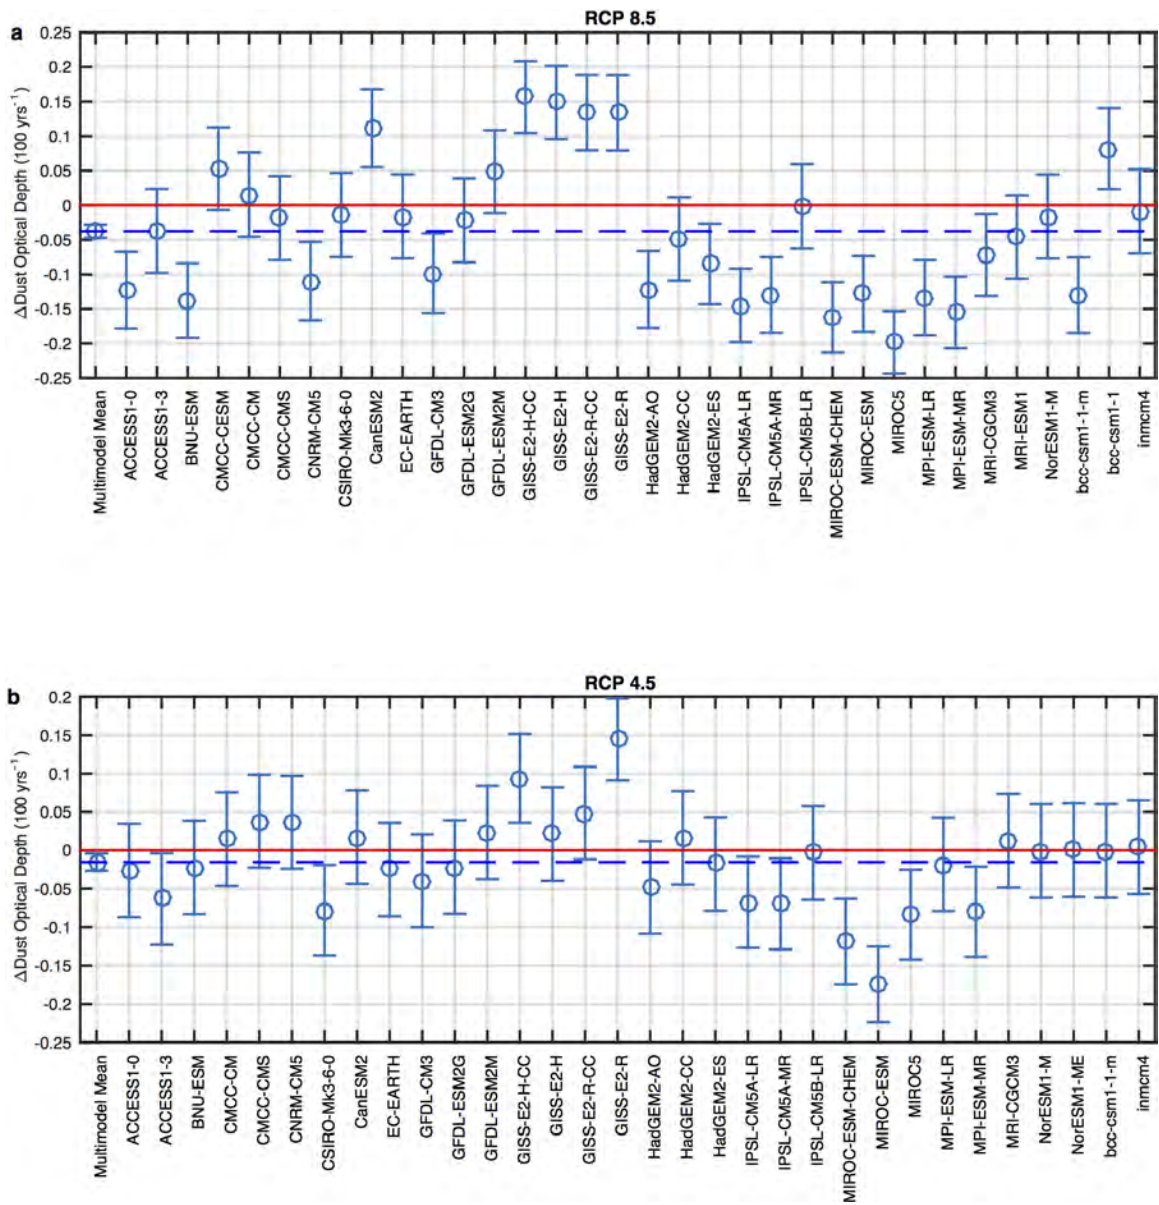 a
RCP 8.5
ΔDust Optical Depth (100 yrs⁻¹)
0.25
0.2
0.15
0.1
0.05
0
-0.05
-0.1
-0.15
-0.2
-0.25
Multimodel Mean
ACCESS1-0
ACCESS1-3
BNU-ESM
CMCC-CESM
CMCC-CM
CMCC-CMS
CNRM-CM5
CSIRO-Mk3-6-0
CanESM2
EC-EARTH
GFDL-CM3
GFDL-ESM2G
GFDL-ESM2M
GISS-E2-H-CC
GISS-E2-H
GISS-E2-R-CC
GISS-E2-R
HadGEM2-AO
HadGEM2-CC
HadGEM2-ES
IPSL-CM5A-LR
IPSL-CM5A-MR
IPSL-CM5B-LR
MIROC-ESM-CHEM
MIROC-ESM
MIROC5
MPI-ESM-LR
MPI-ESM-MR
MRI-CGCM3
MRI-ESM1
NorESM1-M
bcc-csm1-1-m
bcc-csm1-1
inmcm4
b
RCP 4.5
ΔDust Optical Depth (100 yrs⁻¹)
0.2
0.15
0.1
0.05
0
-0.05
-0.1
-0.15
-0.2
-0.25
Multimodel Mean
ACCESS1-0
ACCESS1-3
BNU-ESM
CMCC-CM
CMCC-CMS
CNRM-CM5
CSIRO-Mk3-6-0
CanESM2
EC-EARTH
GFDL-CM3
GFDL-ESM2G
GFDL-ESM2M
GISS-E2-H-CC
GISS-E2-H
GISS-E2-R-CC
GISS-E2-R
HadGEM2-AO
HadGEM2-CC
HadGEM2-ES
IPSL-CM5A-LR
IPSL-CM5A-MR
IPSL-CM5B-LR
MIROC-ESM-CHEM
MIROC-ESM
MIROC5
MPI-ESM-LR
MPI-ESM-MR
MRI-CGCM3
NorESM1-M
NorESM1-ME
bcc-csm1-1-m
inmcm4